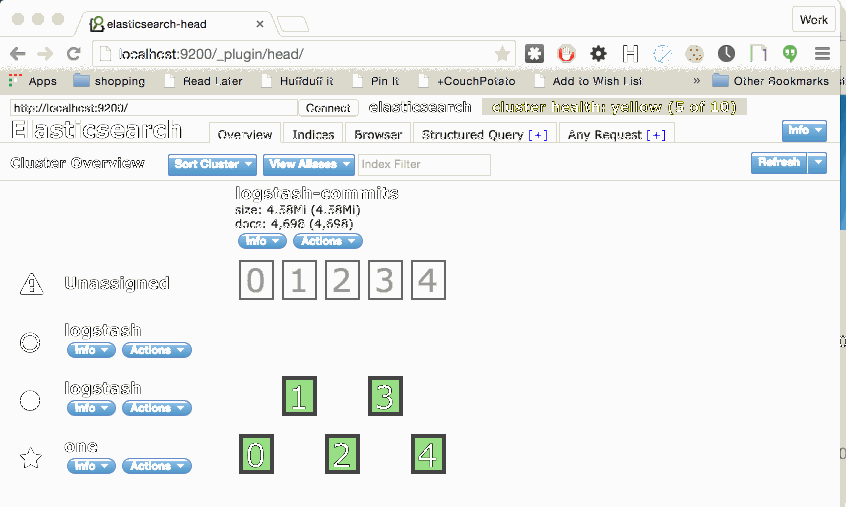 elasticsearch-head
Work
localhost:9200/_plugin/head/
Apps shopping Read Later Huffduff it Pin It +CouchPotato Add to Wish List » Other Bookmarks
http://localhost:9200/ Connect elasticsearch cluster health: yellow (5 of 10)
Elasticsearch Overview Indices Browser Structured Query [+] Any Request [+] Info
Cluster Overview Sort Cluster View Aliases Index Filter Refresh
logstash-commits
size: 4.58Mi (4.58Mi)
docs: 4,698 (4,698)
Info Actions
Unassigned 0 1 2 3 4
logstash
Info Actions
logstash
Info Actions
1 3
one
Info Actions
0 2 4